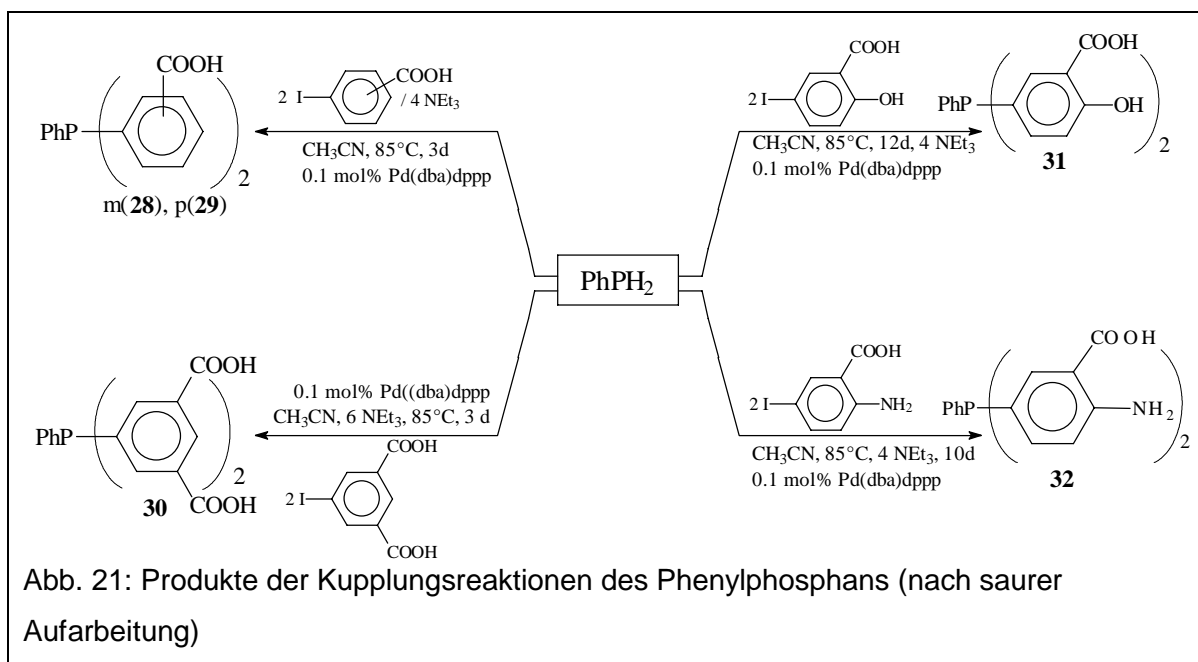 COOH
PhP
2
m(28), p(29)
2 I
COOH
/ 4 NEt₃
CH₃CN, 85°C, 3d
0.1 mol% Pd(dba)dppp
COOH
2 I
OH
CH₃CN, 85°C, 12d, 4 NEt₃
0.1 mol% Pd(dba)dppp
COOH
PhP
OH
2
31
PhPH₂
COOH
PhP
2
COOH
30
0.1 mol% Pd((dba)dppp
CH₃CN, 6 NEt₃, 85°C, 3 d
COOH
2 I
COOH
COOH
2 I
NH₂
CH₃CN, 85°C, 4 NEt₃, 10d
0.1 mol% Pd(dba)dppp
CO OH
PhP
NH₂
2
32
Abb. 21: Produkte der Kupplungsreaktionen des Phenylphosphans (nach saurer
Aufarbeitung)